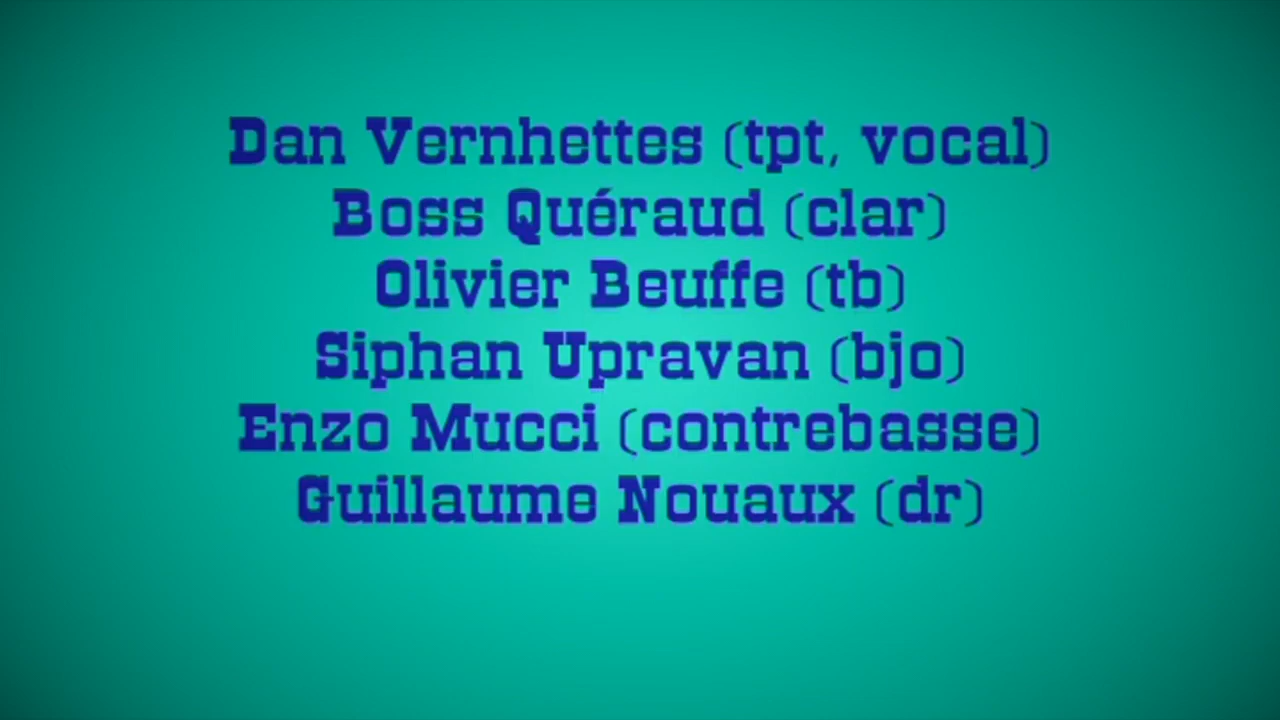 Dan Vernhettes (tpt, vocal)
Boss Quéraud (clar)
Olivier Beuffe (tb)
Siphan Upravan (bjo)
Enzo Mucci (contrebasse)
Guillaume Nouaux (dr)